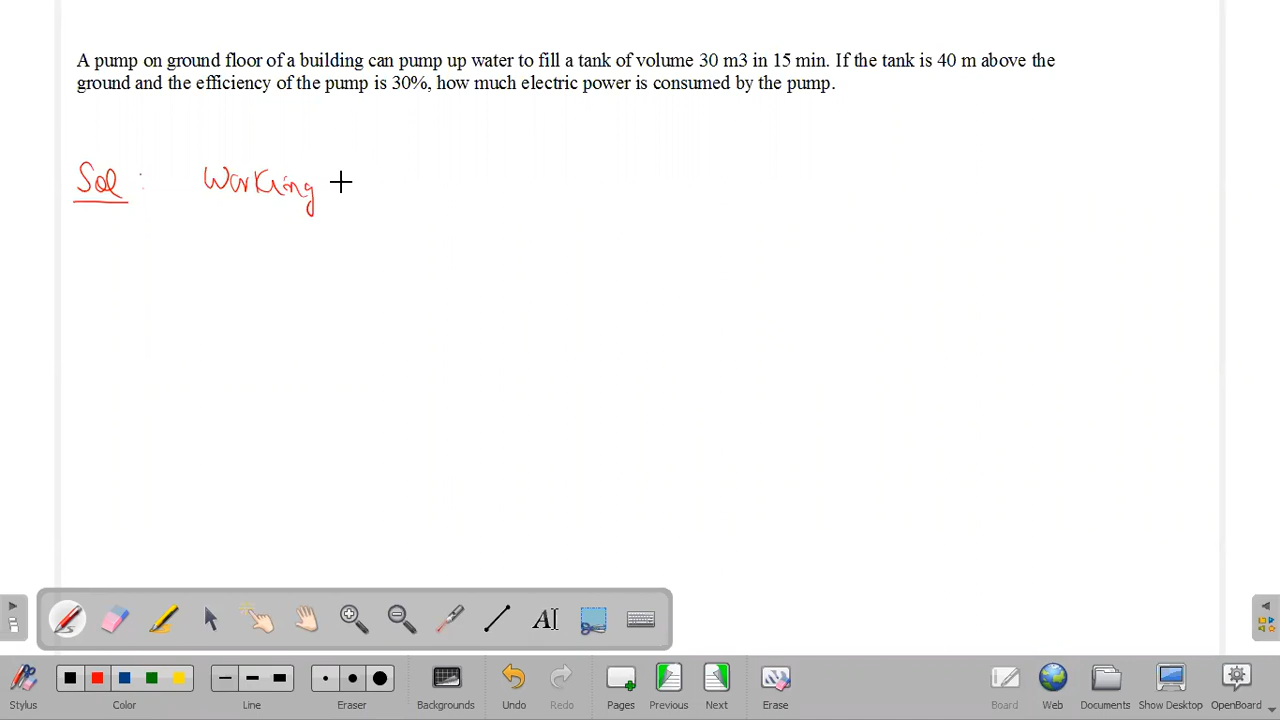 A pump on ground floor of a building can pump up water to fill a tank of volume 30 m3 in 15 min. If the tank is 40 m above the
ground and the efficiency of the pump is 30%, how much electric power is consumed by the pump.
Sol : Working
Stylus Color Line Eraser Backgrounds Undo Redo Pages Previous Next Erase Board Web Documents Show Desktop OpenBoard